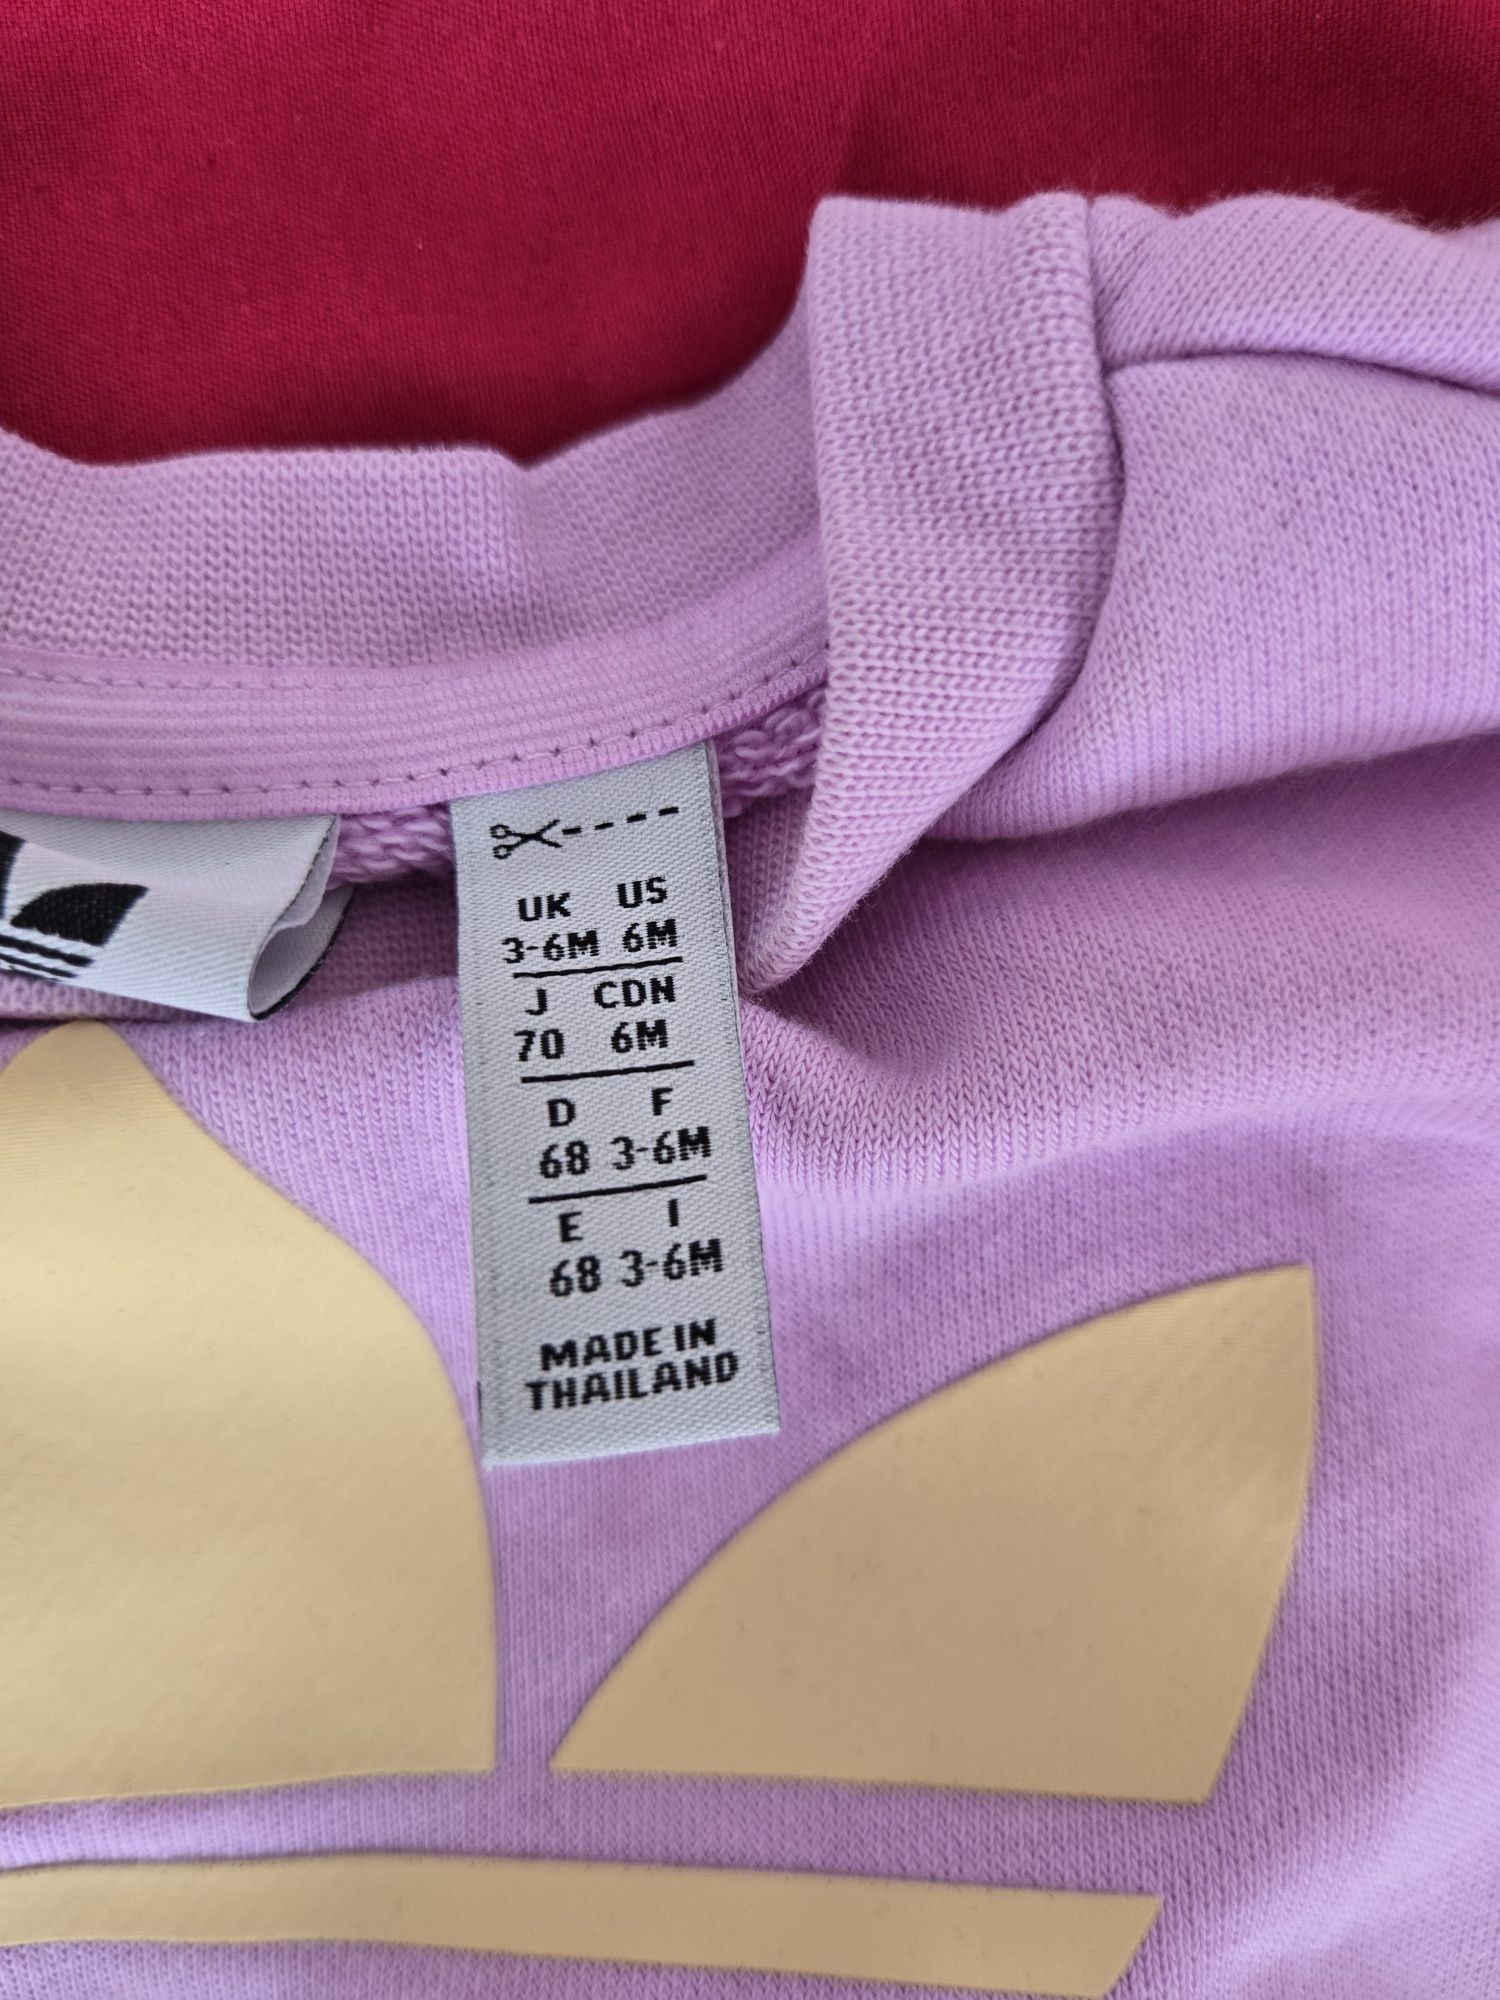 UK US
3-6M 6M
J CDN
70 6M
D F
68 3-6M
E I
68 3-6M
MADE IN
THAILAND